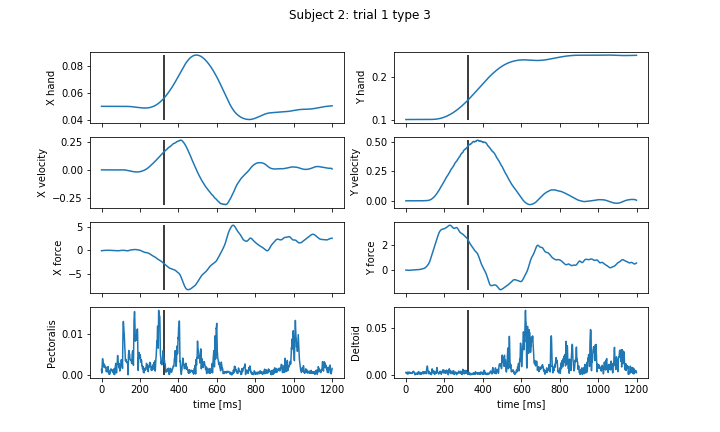 Subject 2: trial 1 type 3
X hand
0.08
0.06
0.04
Y hand
0.2
0.1
X velocity
0.25
0.00
−0.25
Y velocity
0.50
0.25
0.00
X force
5
0
−5
Y force
2
0
Pectoralis
0.01
0.00
0 200 400 600 800 1000 1200
time [ms]
Deltoid
0.05
0.00
0 200 400 600 800 1000 1200
time [ms]